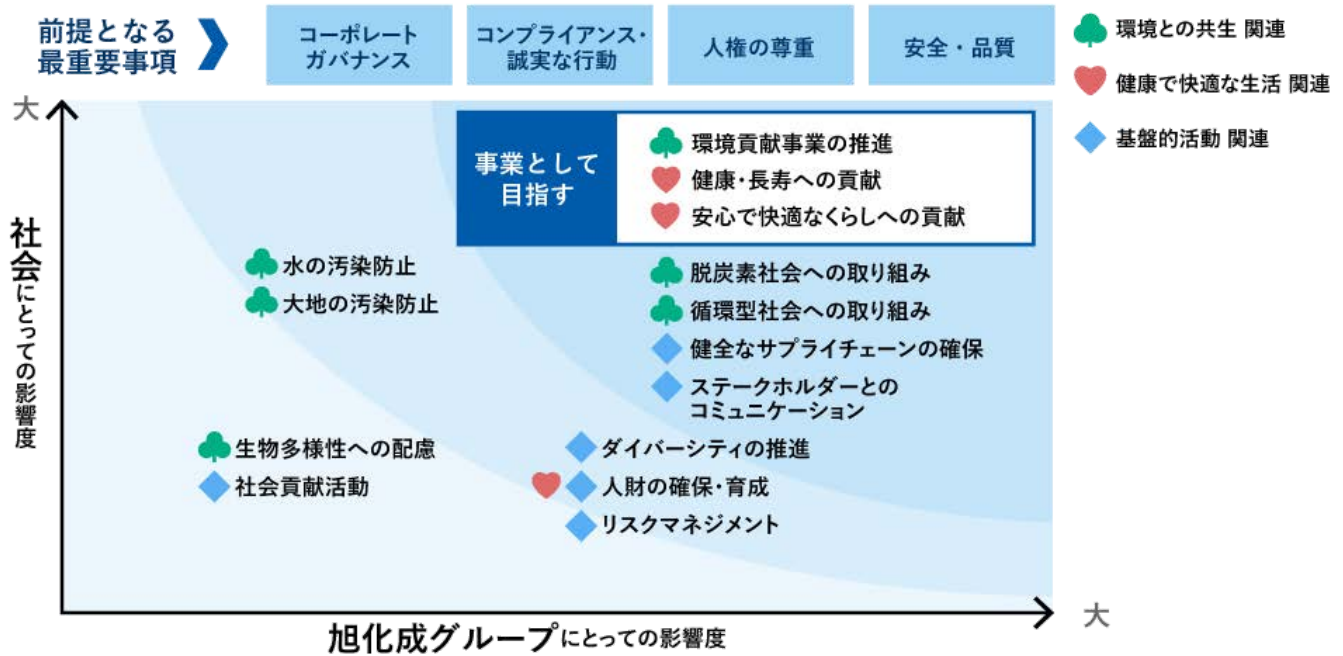 前提となる
最重要事項
コーポレート
ガバナンス
コンプライアンス・
誠実な行動
人権の尊重
安全・品質
環境との共生 関連
健康で快適な生活 関連
基盤的活動 関連
大
社会にとっての影響度
事業として
目指す
環境貢献事業の推進
健康・長寿への貢献
安心で快適なくらしへの貢献
水の汚染防止
大地の汚染防止
脱炭素社会への取り組み
循環型社会への取り組み
健全なサプライチェーンの確保
ステークホルダーとの
コミュニケーション
生物多様性への配慮
社会貢献活動
ダイバーシティの推進
人財の確保・育成
リスクマネジメント
大
旭化成グループにとっての影響度